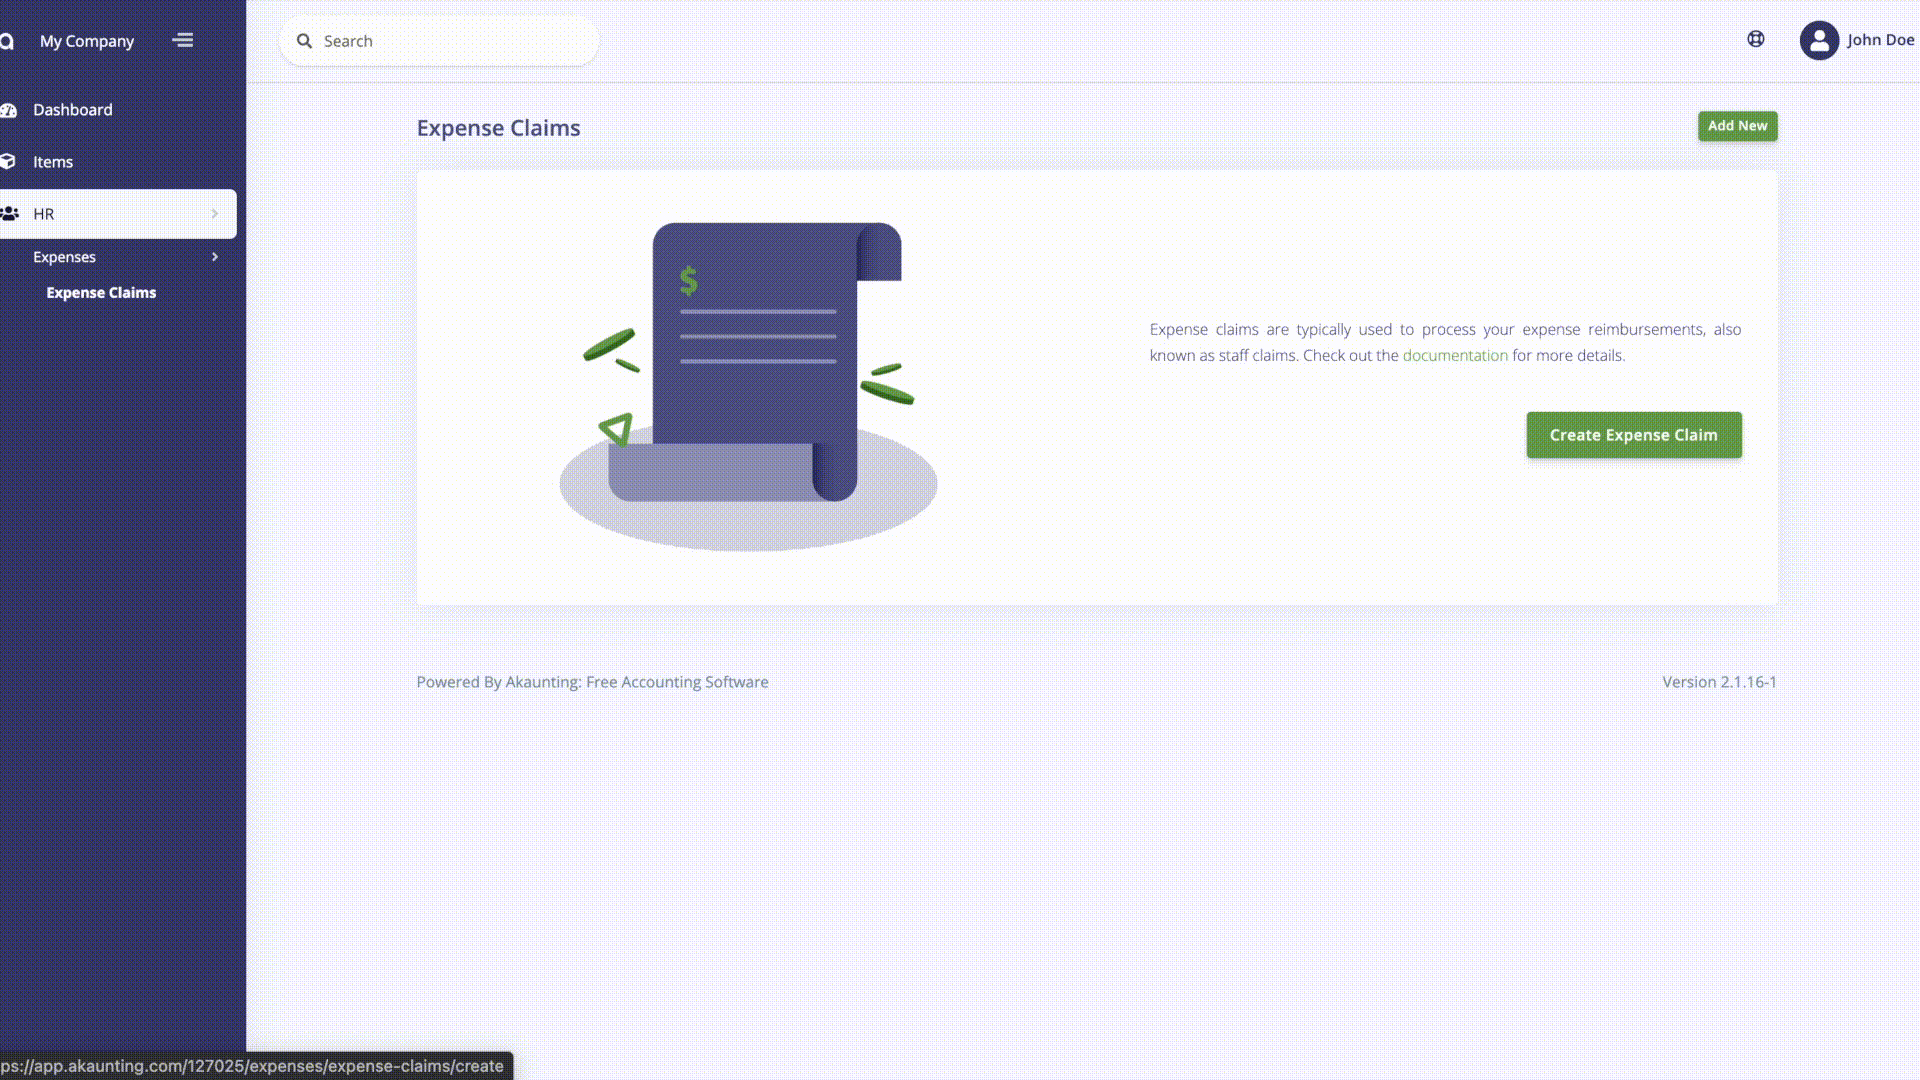 My Company
Search
John Doe
Dashboard
Items
HR
Expenses
Expense Claims
Expense Claims
Add New
$
Expense claims are typically used to process your expense reimbursements, also
known as staff claims. Check out the documentation for more details.
Create Expense Claim
Powered By Akaunting: Free Accounting Software
Version 2.1.16-1
ps://app.akaunting.com/127025/expenses/expense-claims/create